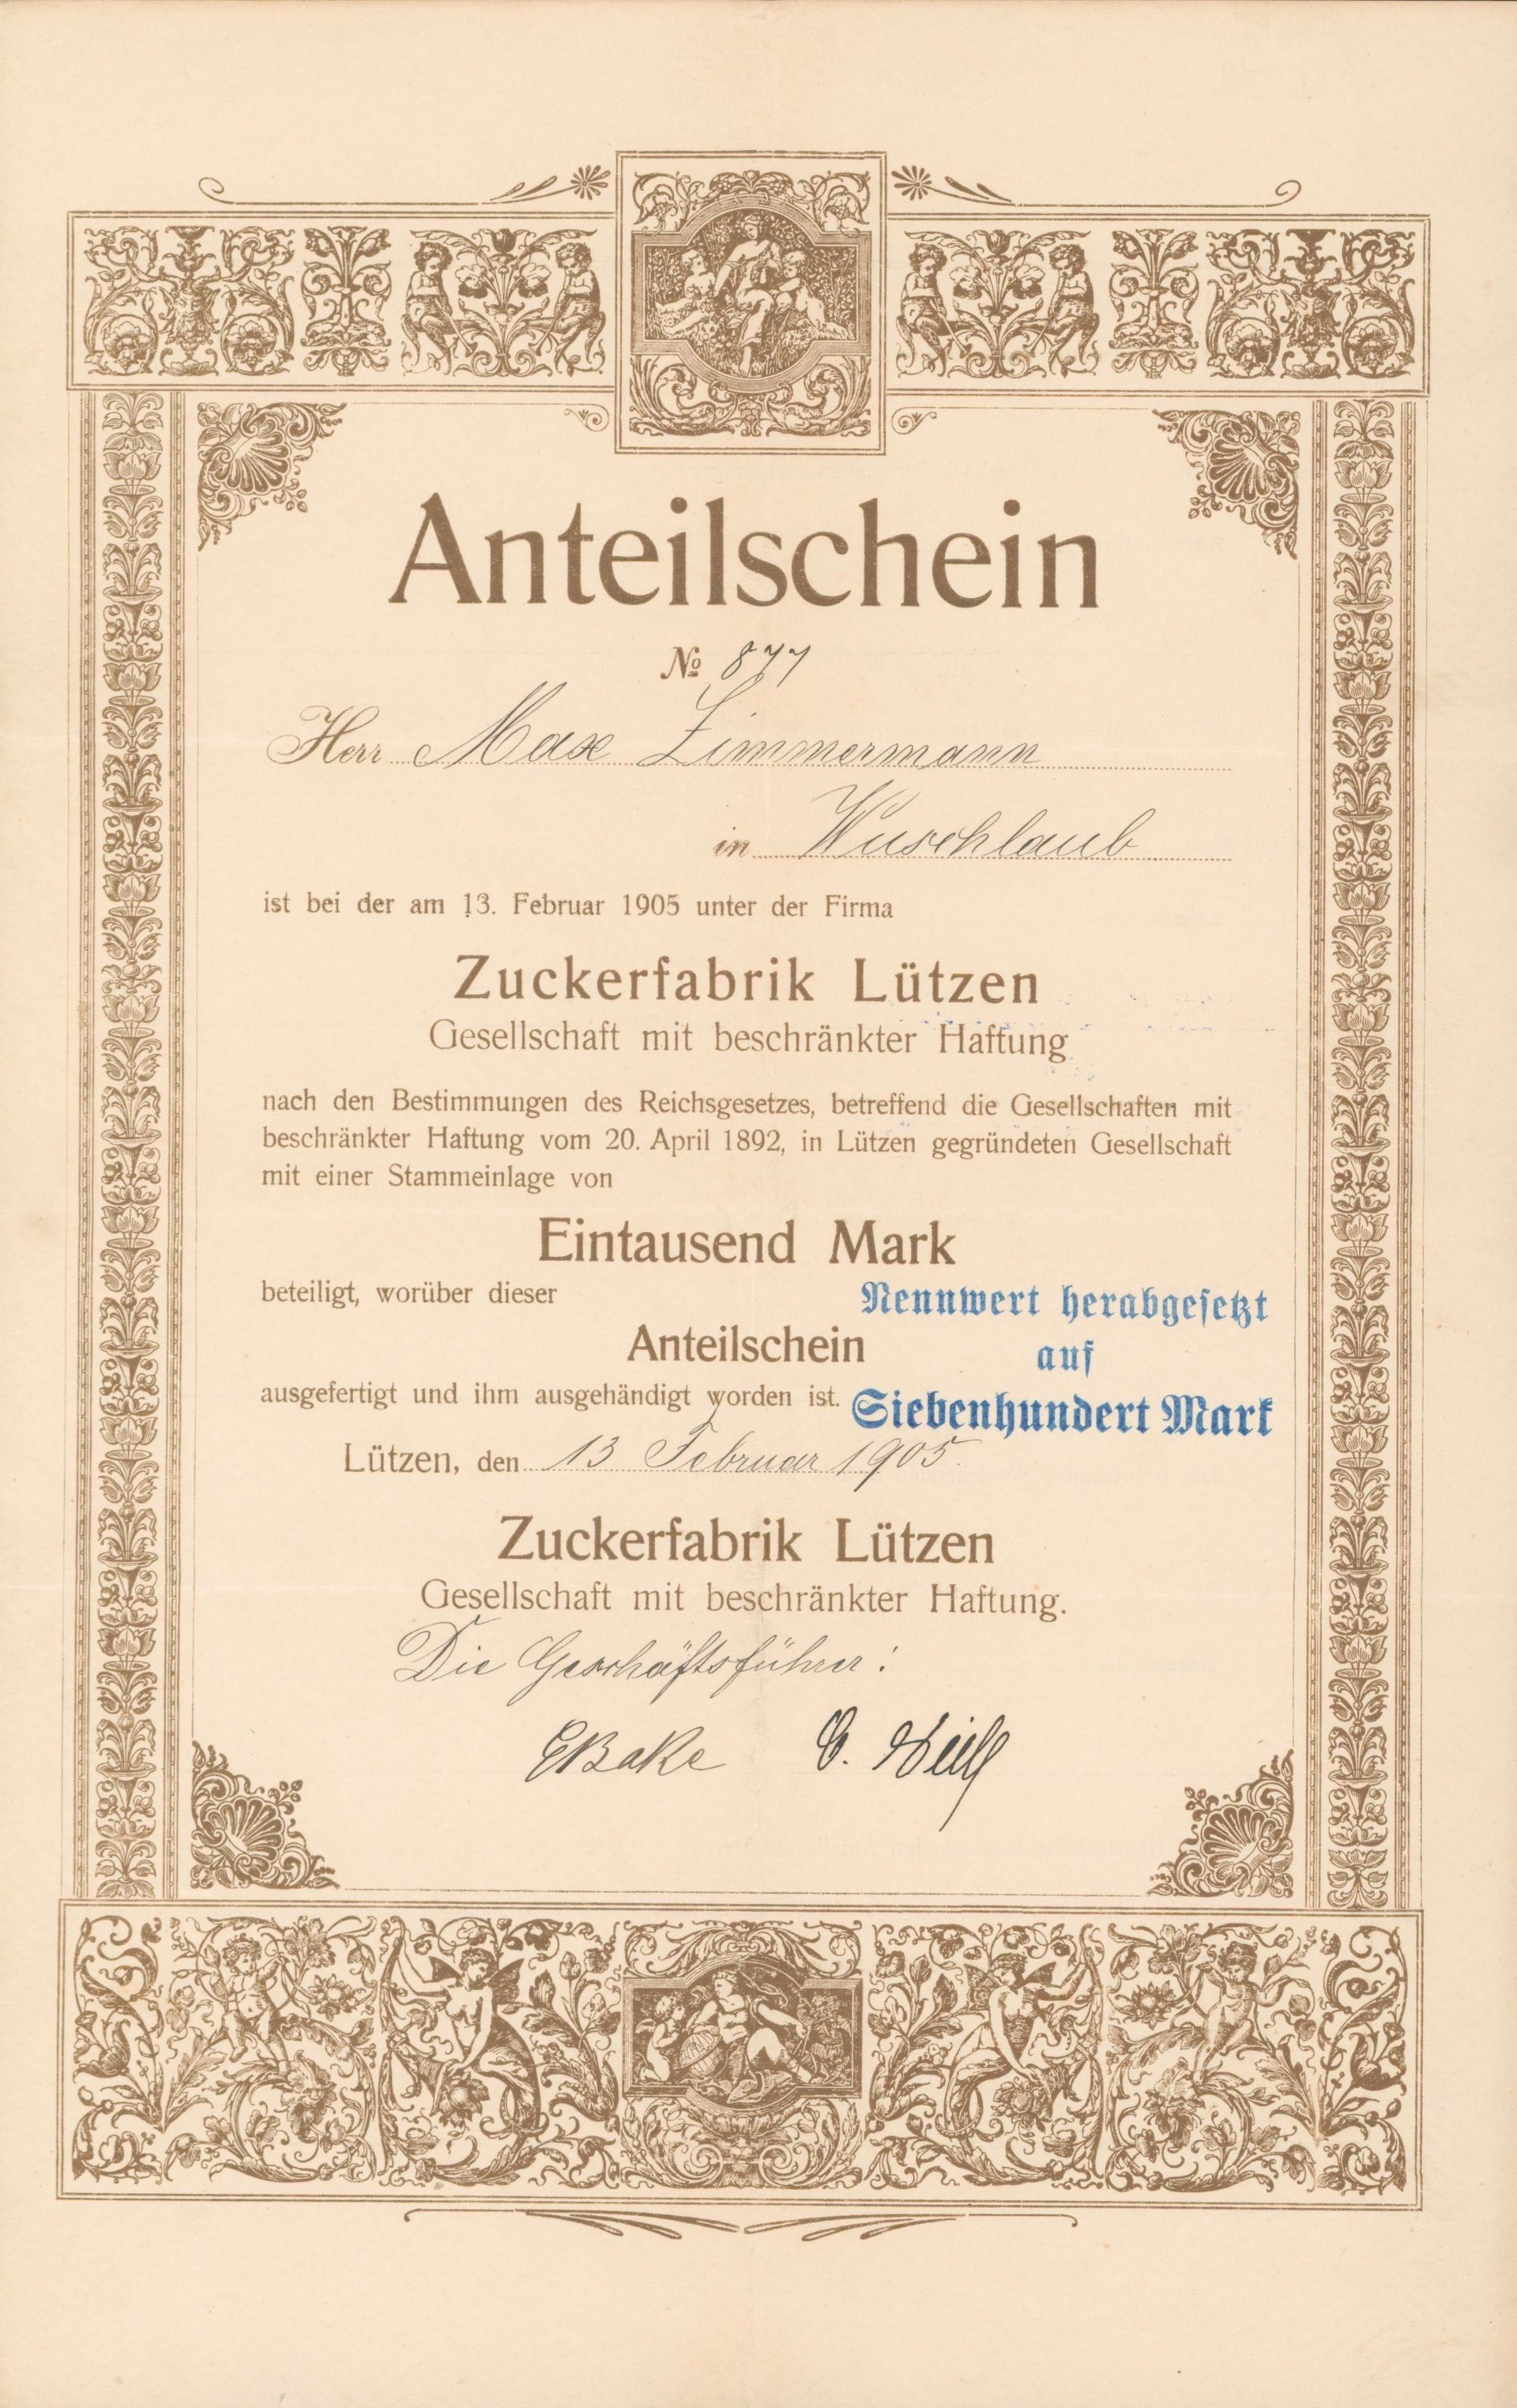 Anteilschein
№ 877
Herr Max Zimmermann
in Wuschlaub
ist bei der am 13. Februar 1905 unter der Firma
Zuckerfabrik Lützen
Gesellschaft mit beschränkter Haftung
nach den Bestimmungen des Reichsgesetzes, betreffend die Gesellschaften mit
beschränkter Haftung vom 20. April 1892, in Lützen gegründeten Gesellschaft
mit einer Stammeinlage von
Eintausend Mark
beteiligt, worüber dieser
Nennwert herabgesetzt
Anteilschein
auf
ausgefertigt und ihm ausgehändigt worden ist.
Siebenhundert Mark
Lützen, den 13 Februar 1905.
Zuckerfabrik Lützen
Gesellschaft mit beschränkter Haftung.
Die Geschäftsführer:
EBake